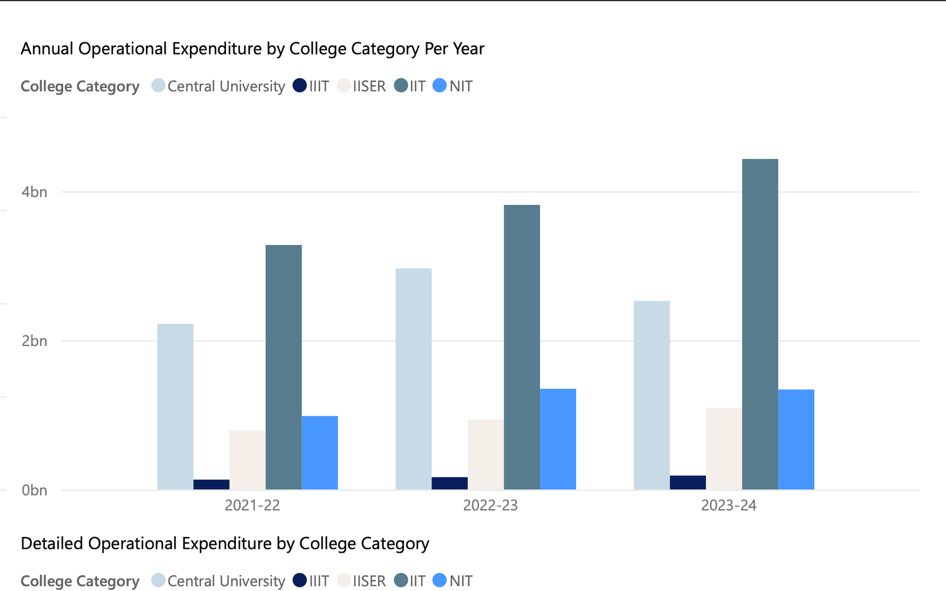 Annual Operational Expenditure by College Category Per Year
College Category Central University IIIT IISER IIT NIT
4bn
2bn
0bn
2021-22 2022-23 2023-24
Detailed Operational Expenditure by College Category
College Category Central University IIIT IISER IIT NIT